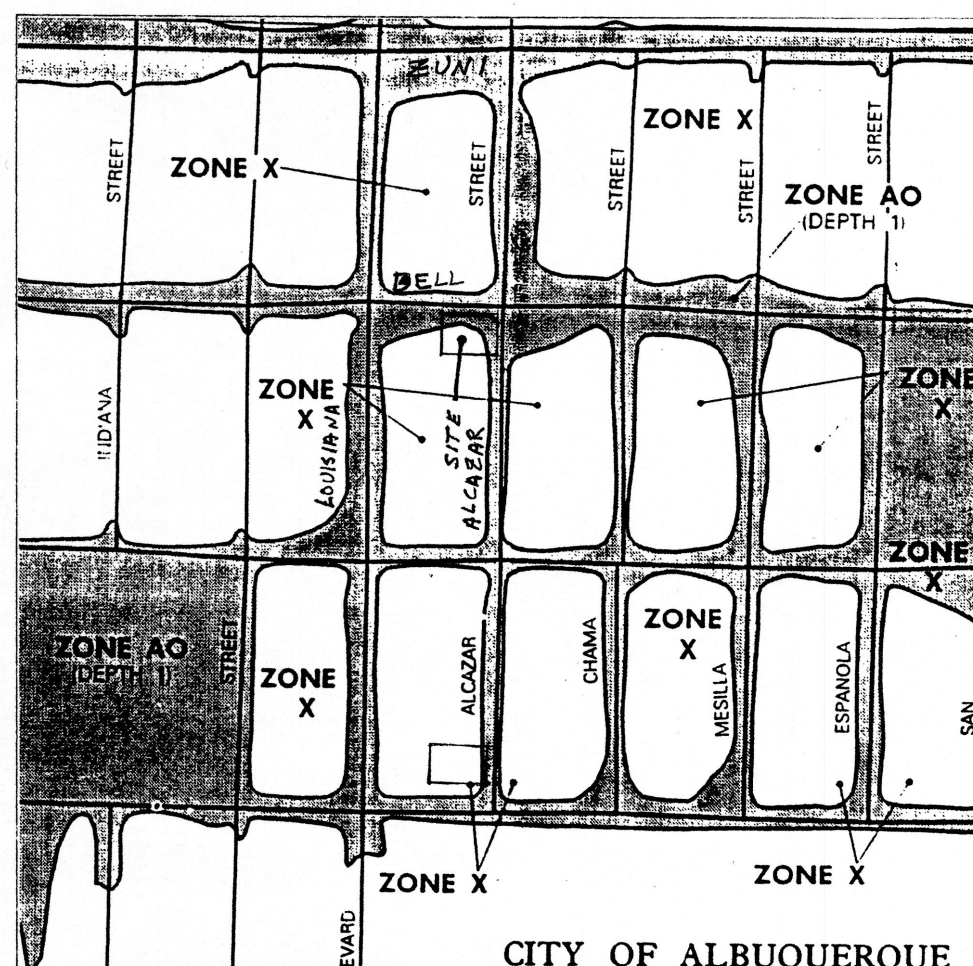 ZUNI
ZONE X
STREET
ZONE X
STREET
STREET
STREET
STREET
ZONE AO
(DEPTH 1)
BELL
ZONE
X
LOUISIANA
SITE
ALCAZAR
ZONE
X
ZONE
X
ZONE AO
(DEPTH 1)
STREET
ZONE
X
ALCAZAR
CHAMA
ZONE
X
MESILLA
ESPANOLA
SAN
ZONE X
ZONE X
EVARD
CITY OF ALBUQUERQUE